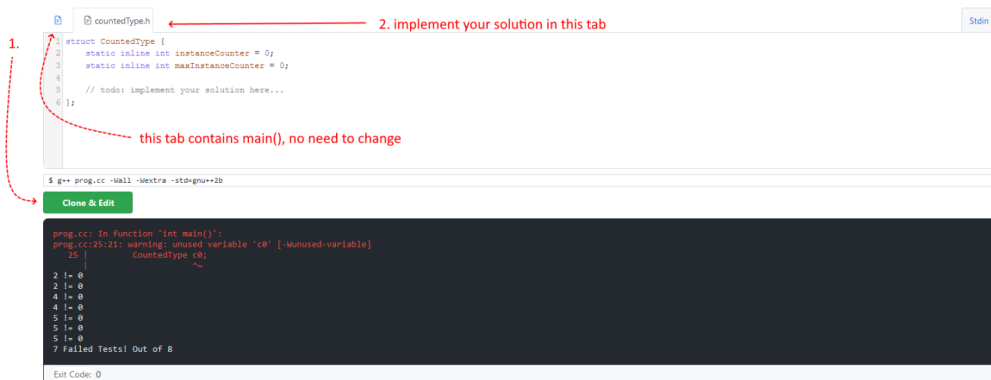 countedType.h
2. implement your solution in this tab
Stdin
1.
1 struct CountedType {
2 static inline int instanceCounter = 0;
3 static inline int maxInstanceCounter = 0;
4
5 // todo: implement your solution here...
6 };
this tab contains main(), no need to change
$ g++ prog.cc -Wall -Wextra -std=gnu++2b
Clone & Edit
prog.cc: In function 'int main()':
prog.cc:25:21: warning: unused variable 'c0' [-Wunused-variable]
25 | CountedType c0;
| ^~
2 != 0
2 != 0
4 != 0
4 != 0
5 != 0
5 != 0
5 != 0
7 Failed Tests! Out of 8
Exit Code: 0